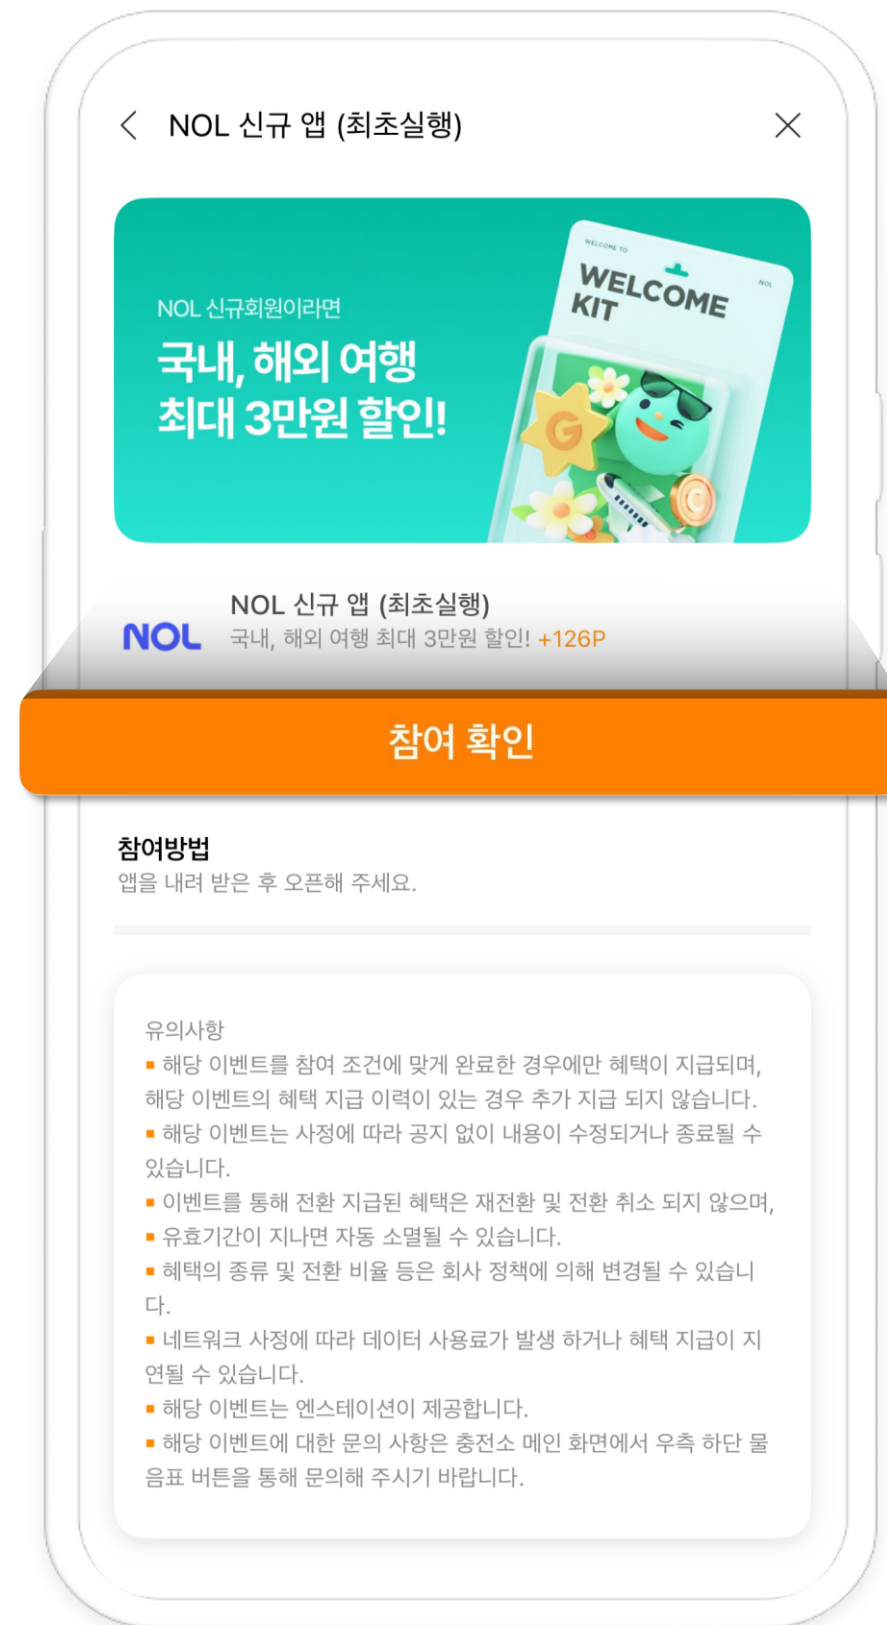 NOL 신규 앱 (최초실행)
WELCOME TO
NOL
WELCOME
KIT
NOL 신규회원이라면
국내, 해외 여행
최대 3만원 할인!
G
C
NOL
NOL 신규 앱 (최초실행)
국내, 해외 여행 최대 3만원 할인! +126P
참여 확인
참여방법
앱을 내려 받은 후 오픈해 주세요.
유의사항
▪ 해당 이벤트를 참여 조건에 맞게 완료한 경우에만 혜택이 지급되며,
해당 이벤트의 혜택 지급 이력이 있는 경우 추가 지급 되지 않습니다.
▪ 해당 이벤트는 사정에 따라 공지 없이 내용이 수정되거나 종료될 수
있습니다.
▪ 이벤트를 통해 전환 지급된 혜택은 재전환 및 전환 취소 되지 않으며,
▪ 유효기간이 지나면 자동 소멸될 수 있습니다.
▪ 혜택의 종류 및 전환 비율 등은 회사 정책에 의해 변경될 수 있습니
다.
▪ 네트워크 사정에 따라 데이터 사용료가 발생 하거나 혜택 지급이 지
연될 수 있습니다.
▪ 해당 이벤트는 엔스테이션이 제공합니다.
▪ 해당 이벤트에 대한 문의 사항은 충전소 메인 화면에서 우측 하단 물
음표 버튼을 통해 문의해 주시기 바랍니다.